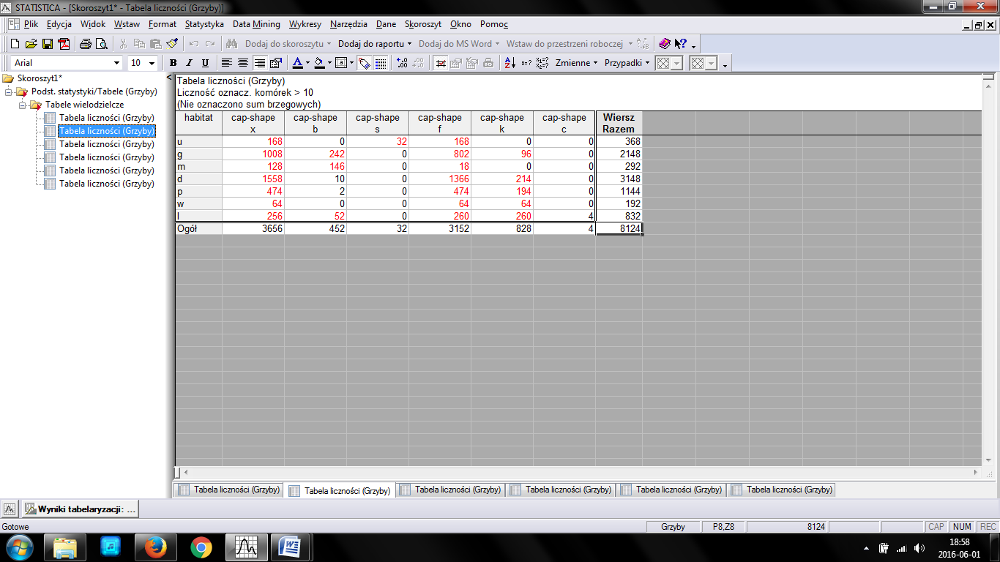 STATISTICA - [Skoroszyt1* - Tabela liczności (Grzyby)]
Plik Edycja Widok Wstaw Format Statystyka Data Mining Wykresy Narzędzia Dane Skoroszyt Okno Pomoc
Dodaj do skoroszytu Dodaj do raportu Dodaj do MS Word Wstaw do przestrzeni roboczej
Arial 10 B I U A Zmienne Przypadki
Skoroszyt1*
Podst. statystyki/Tabele (Grzyby)
Tabele wielodzielcze
Tabela liczności (Grzyby)
Tabela liczności (Grzyby)
Tabela liczności (Grzyby)
Tabela liczności (Grzyby)
Tabela liczności (Grzyby)
Tabela liczności (Grzyby)
Tabela liczności (Grzyby)
Liczność oznacz. komórek > 10
(Nie oznaczono sum brzegowych)
habitat cap-shape cap-shape cap-shape cap-shape cap-shape cap-shape Wiersz
x b s f k c Razem
u 168 0 32 168 0 0 368
g 1008 242 0 802 96 0 2148
m 128 146 0 18 0 0 292
d 1558 10 0 1366 214 0 3148
p 474 2 0 474 194 0 1144
w 64 0 0 64 64 0 192
l 256 52 0 260 260 4 832
Ogół 3656 452 32 3152 828 4 8124
Tabela liczności (Grzyby) Tabela liczności (Grzyby) Tabela liczności (Grzyby) Tabela liczności (Grzyby) Tabela liczności (Grzyby) Tabela liczności (Grzyby)
Wyniki tabelaryzacji: ...
Gotowe Grzyby P8,Z8 8124 CAP NUM REC
18:58
2016-06-01